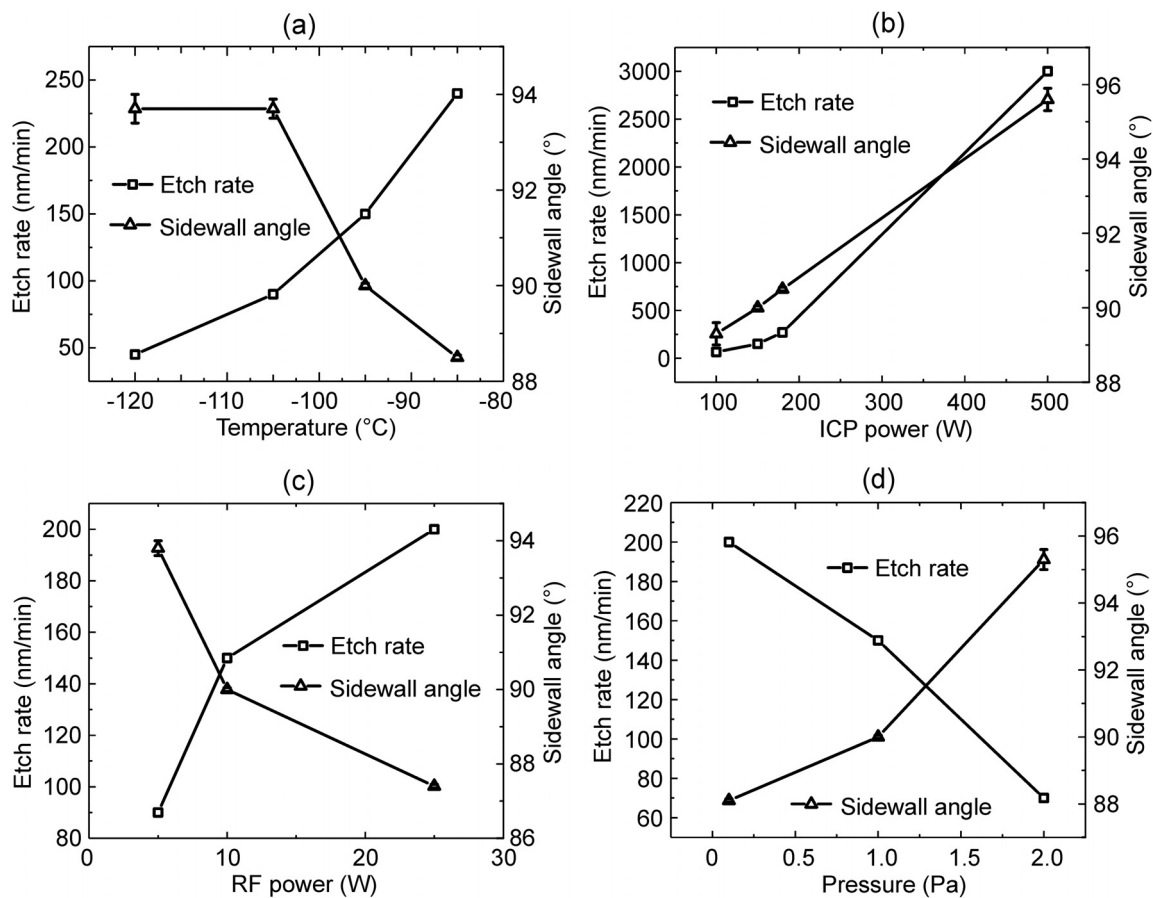 (a)
250
200
150
100
50
Etch rate (nm/min)
Etch rate
Sidewall angle
94
92
90
88
Sidewall angle (°)
-120
-110
-100
-90
-80
Temperature (°C)
(b)
3000
2500
2000
1500
1000
500
0
Etch rate (nm/min)
Etch rate
Sidewall angle
96
94
92
90
88
Sidewall angle (°)
100
200
300
400
500
ICP power (W)
(c)
200
180
160
140
120
100
80
Etch rate (nm/min)
Etch rate
Sidewall angle
94
92
90
88
86
Sidewall angle (°)
0
10
20
30
RF power (W)
(d)
220
200
180
160
140
120
100
80
60
Etch rate (nm/min)
Etch rate
Sidewall angle
96
94
92
90
88
Sidewall angle (°)
0
0.5
1.0
1.5
2.0
Pressure (Pa)